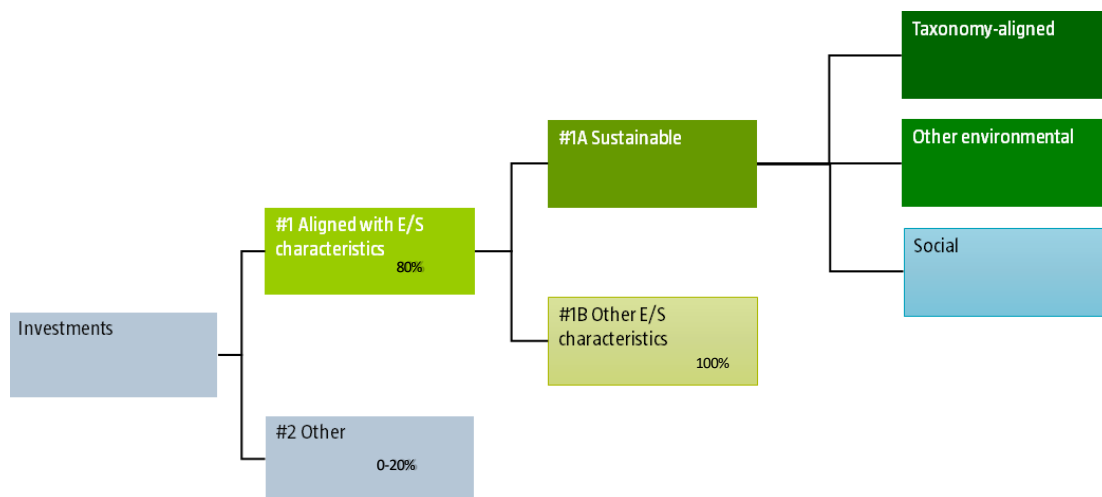 Taxonomy-aligned
#1A Sustainable
Other environmental
#1 Aligned with E/S
characteristics
80%
Social
Investments
#1B Other E/S
characteristics
100%
#2 Other
0-20%